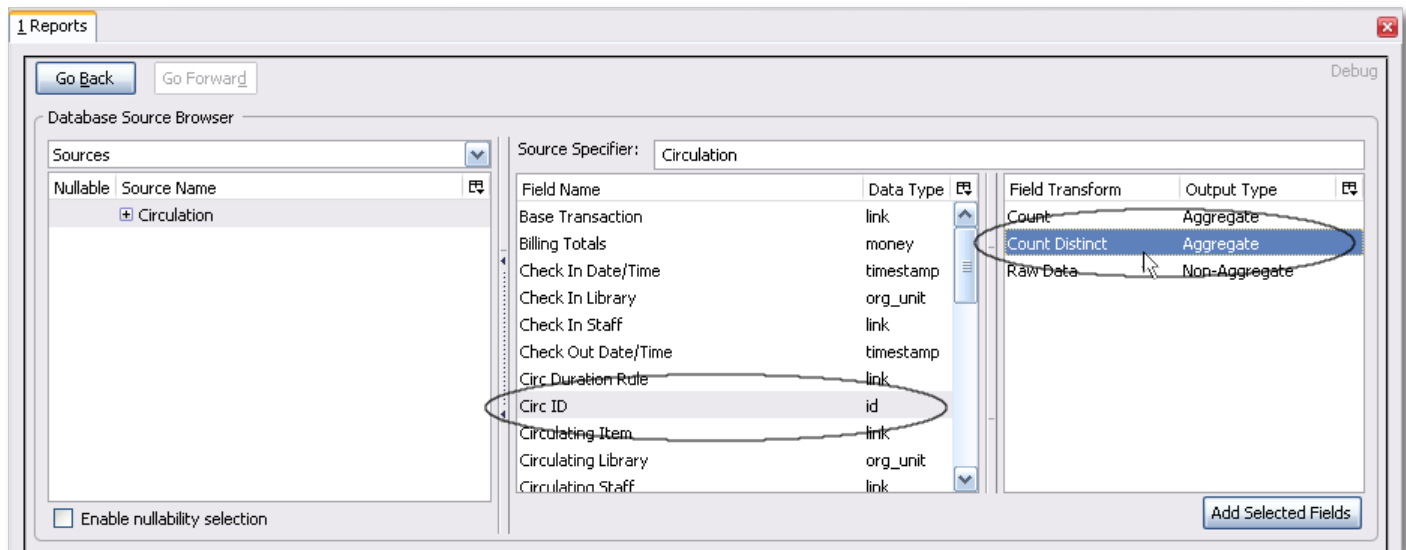 1 Reports
Go Back Go Forward Debug
Database Source Browser
Sources
Nullable Source Name
Circulation
Source Specifier: Circulation
Field Name Data Type
Base Transaction link
Billing Totals money
Check In Date/Time timestamp
Check In Library org_unit
Check In Staff link
Check Out Date/Time timestamp
Circ Duration Rule link
Circ ID id
Circulating Item link
Circulating Library org_unit
Circulating Staff link
Field Transform Output Type
Count Aggregate
Count Distinct Aggregate
Raw Data Non-Aggregate
Enable nullability selection
Add Selected Fields